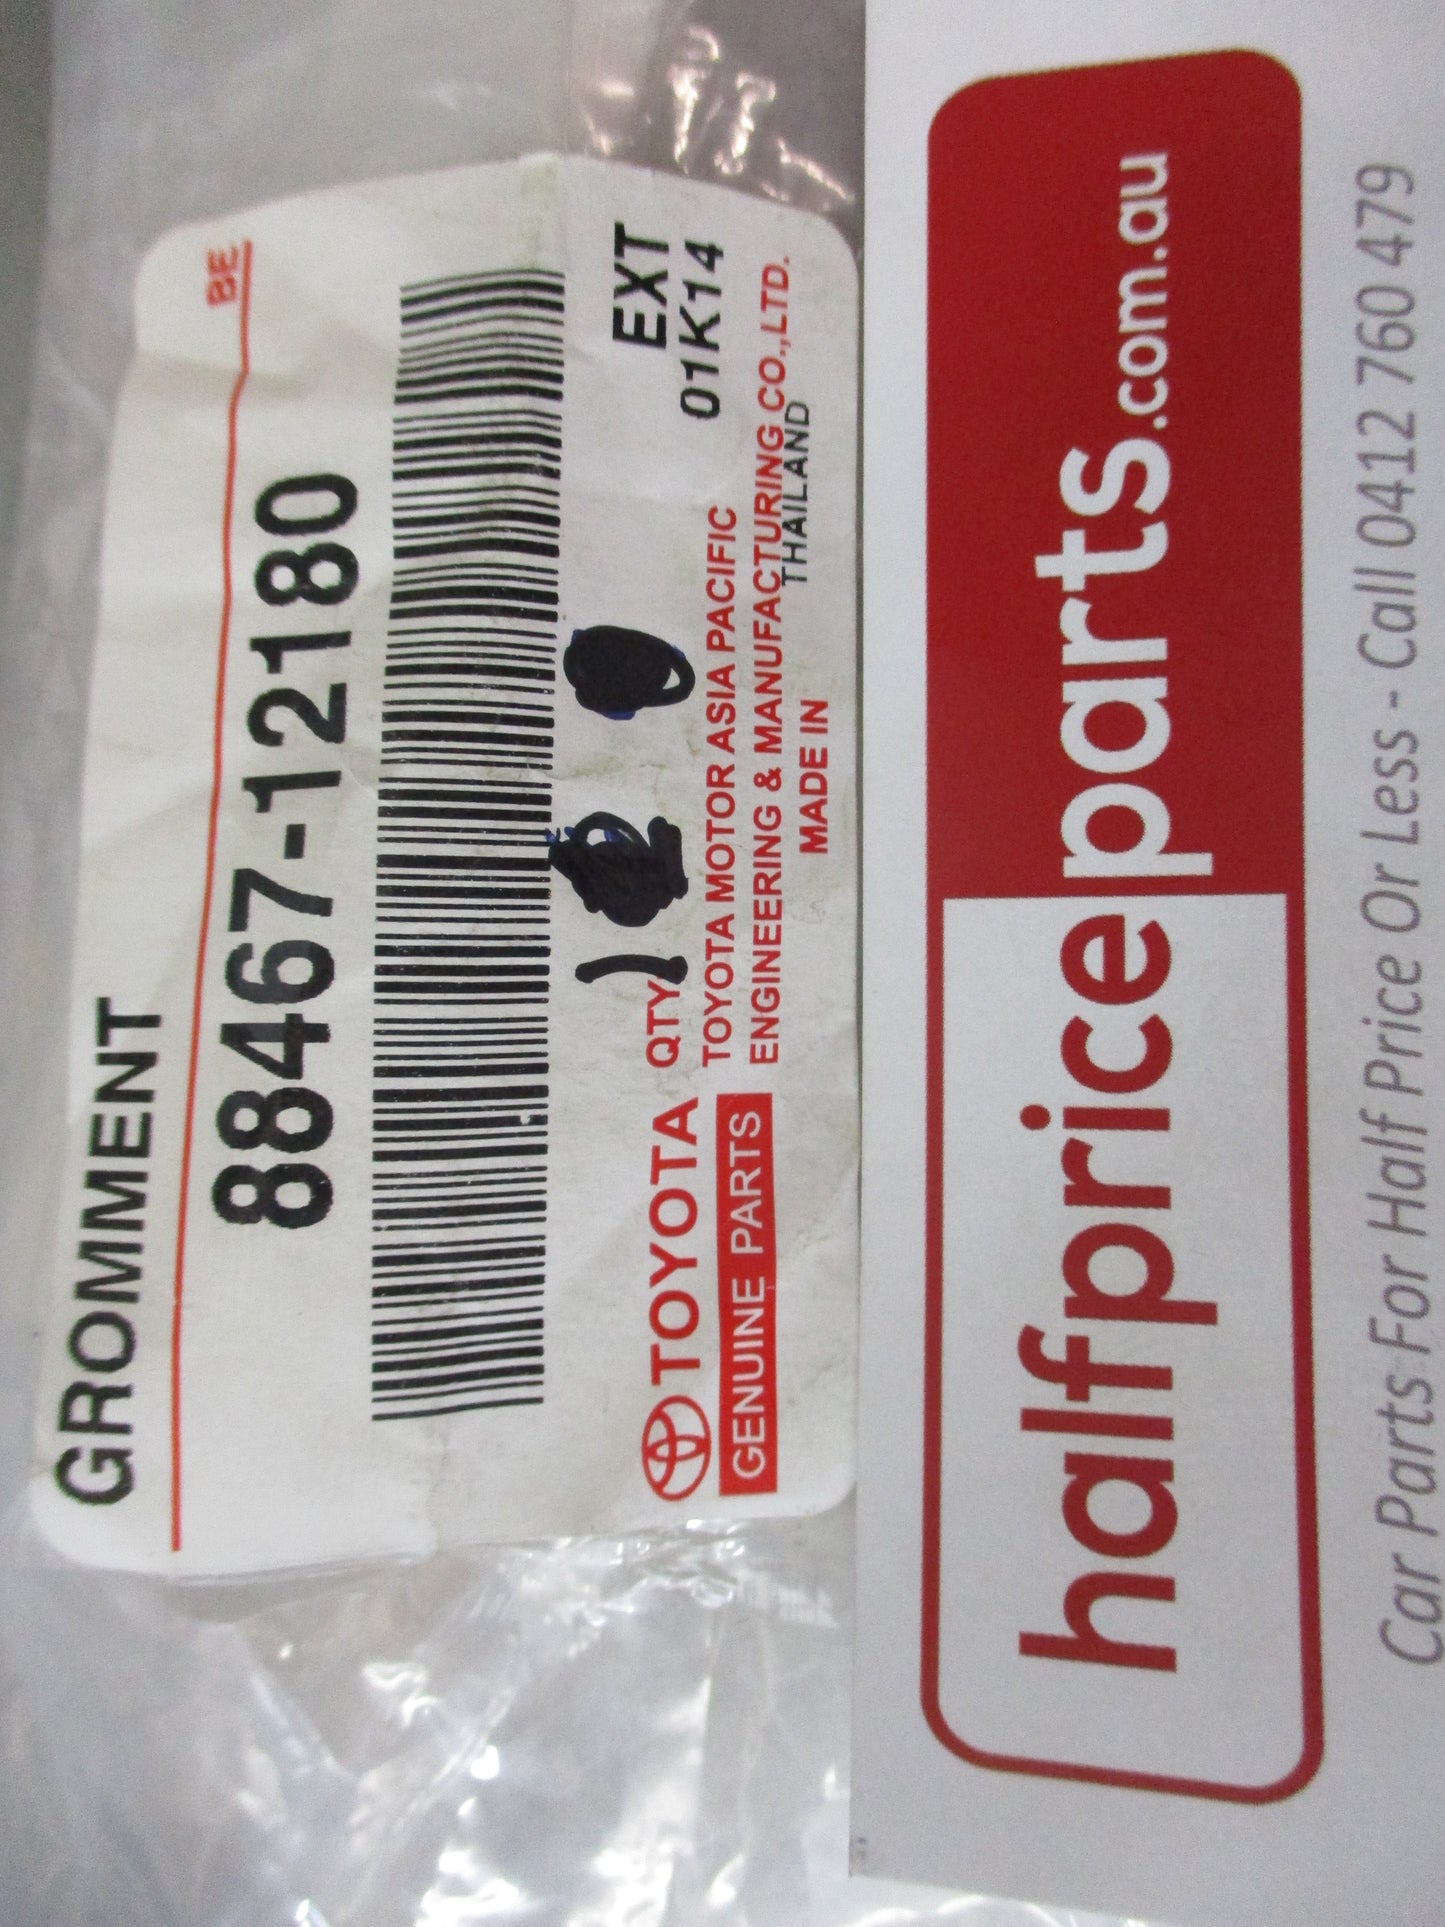 GROMMENT
BE
88467-12180
EXT
QTY
01K14
TOYOTA
GENUINE PARTS
TOYOTA MOTOR ASIA PACIFIC
ENGINEERING & MANUFACTURING CO.,LTD.
MADE IN
THAILAND
halfpriceparts.com.au
Car Parts For Half Price Or Less - Call 0412 760 479